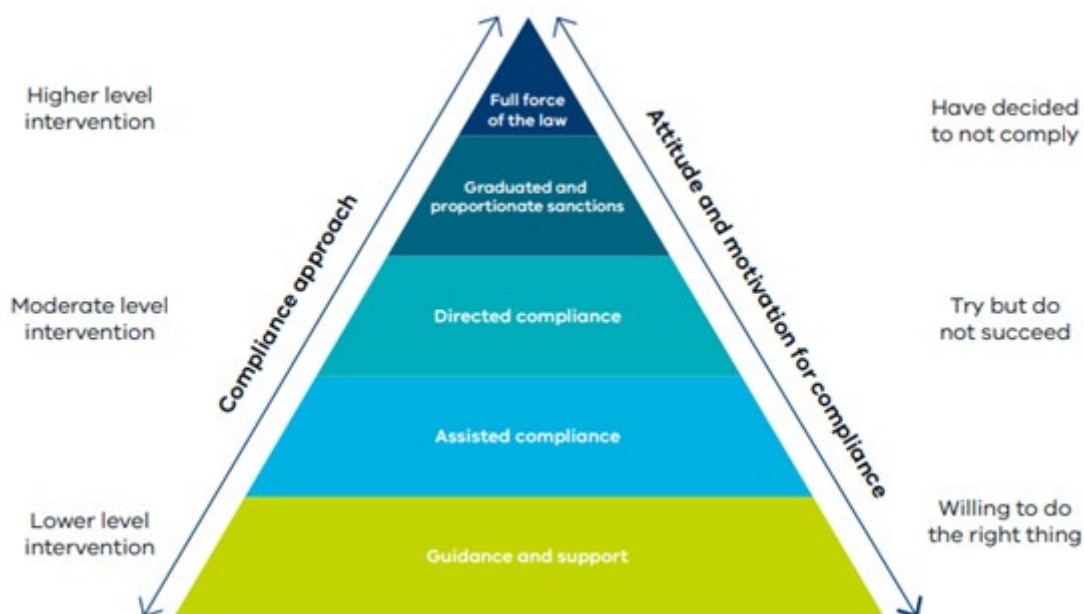 Higher level
intervention
Full force
of the law
Have decided
to not comply
Graduated and
proportionate sanctions
Compliance approach
Attitude and motivation for compliance
Moderate level
intervention
Directed compliance
Try but do
not succeed
Assisted compliance
Lower level
intervention
Guidance and support
Willing to do
the right thing